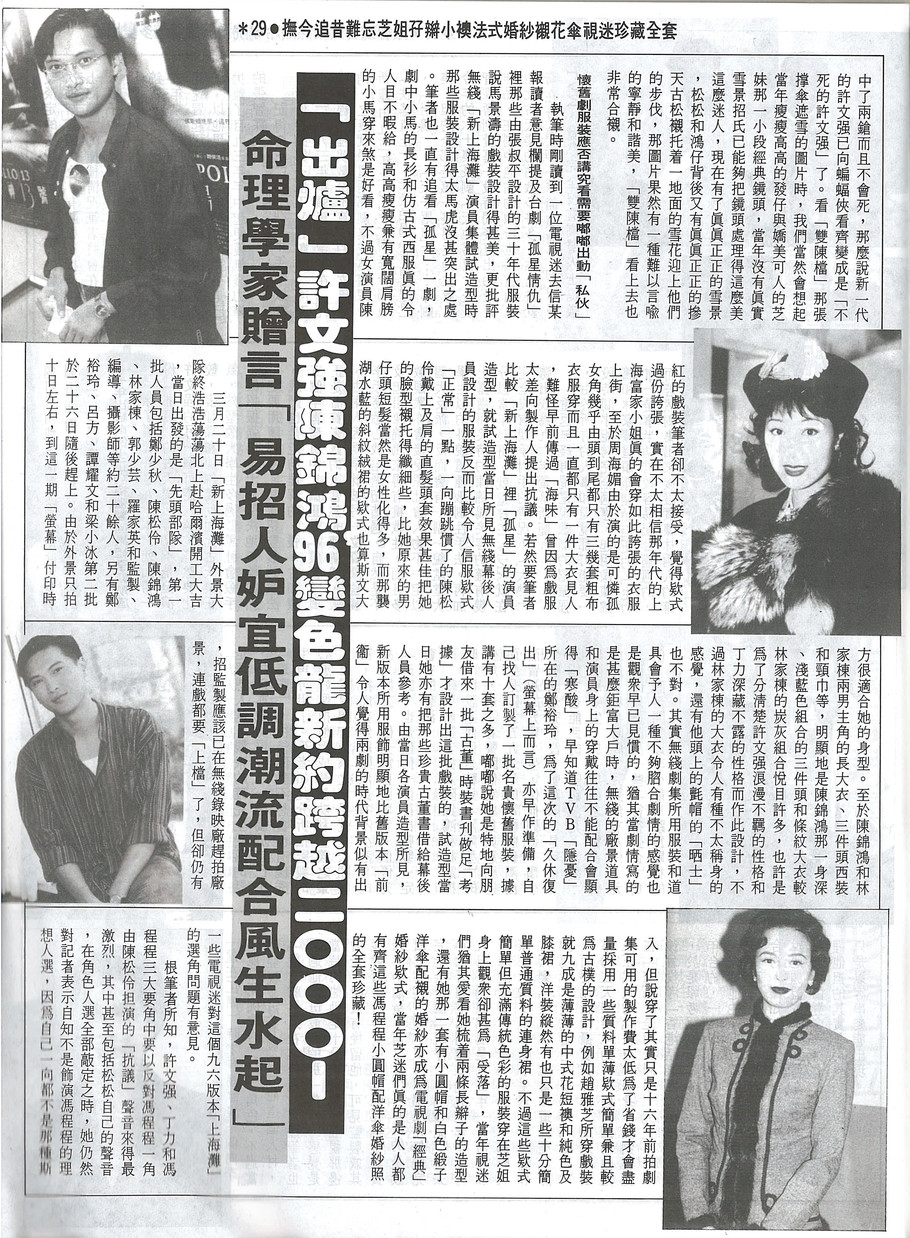 *29●撫今追昔難忘芝姐孖辮小襖法式婚紗襯花傘視迷珍藏全套
「出爐」許文強陳錦鴻'96變色龍新約跨越二〇〇〇
命理學家贈言「易招人妒宜低調潮流配合風生水起」
中了兩鎗而且不會死，那麼說新一代
的許文强已向蝙蝠俠看齊變成是「不
死的許文强」了。看「雙陳檔」那張
撑傘遮雪的圖片時，我們當然會想起
當年瘦瘦高高的發仔與嬌美可人的芝
妹那一小段經典鏡頭，當年沒有眞實
雪景招氏已能夠把鏡頭處理得這麼美
這麼迷人，現在有了眞眞正正的雪景
，松松和鴻仔背後又有眞眞正正的摻
天古松襯托着一地面的雪花迎上他們
的步伐，那圖片果然有一種難以言喩
的寧靜和諧美，「雙陳檔」看上去也
非常合襯。
懷舊劇服裝應否講究看需要嘟嘟出動「私伙」
執筆時剛讀到一位電視迷去信某
報讀者意見欄提及台劇「孤星情仇」
裡那些由張叔平設計的三十年代服裝
說馬景濤的戲裝設計得甚美，更批評
無綫「新上海灘」演員集體試造型時
那些服裝設計得太馬虎沒甚突出之處
。筆者也一直有追看「孤星」一劇，
劇中小馬的長衫和仿古式西服眞的令
人目不暇給，高高瘦瘦兼有寬闊肩膀
的小馬穿來煞是好看，不過女演員陳
紅的戲裝筆者卻不太接受，覺得欵式
過份誇張，實在不太相信那年代的上
海富家小姐眞的會穿如此誇張的衣服
上街，至於周海媚由於演的是可憐孤
女角幾乎由頭到尾都只有三幾套粗布
衣服穿而且一直都只有一件大衣見人
，難怪早前傳過「海味」曾因爲戲服
太差向製作人提出抗議。若然要筆者
比較「新上海灘」裡「孤星」的演員
造型，就試造型當日所見無綫幕後人
員設計的服裝反而比較令人信服欵式
「正常」一點，一向蹦跳慣了的陳松
伶戴上及肩的直髮頭套效果甚佳把她
的臉型襯托得纖細些，比她原來的男
仔頭短髮當然是女性化得多，而那襲
湖水藍的斜紋絨裙的欵式也算斯文大
方很適合她的身型。至於陳錦鴻和林
家棟兩男主角的長大衣、三件頭西裝
和頸巾等，明顯地是陳錦鴻那一身深
、淺藍色組合的三件頭和條紋大衣較
林家棟的炭灰組合悅目許多，也許是
爲了分清楚許文强浪漫不羈的性格和
丁力深藏不露的性格而作此設計，不
過林家棟的大衣令人有種不太稱身的
感覺，還有他頭上的氈帽的「晒士」
也不對。其實無綫劇集所用服裝和道
具會予人一種不夠脗合劇情的感覺也
是觀衆早已見慣的，猶其當劇情寫的
是甚麼鉅富大戶時，無綫的廠景道具
和演員身上的穿戴往往不能配合會顯
得「寒酸」，早知道TVB「隱憂」
所在的鄭裕玲，爲了這次的「久休復
出」（螢幕上而言）亦早作準備，自
己找人訂製了一批名貴懷舊服裝，據
講有十套之多，嘟嘟說她是特地向朋
友借來一批「古董」時裝書刊做足「考
據」才設計出這批戲裝的，試造型當
日她亦有把那些珍貴古董書借給幕後
人員參考。由當日各演員造型所見，
新版本所用服飾明顯地比舊版本「前
衞」令人覺得兩劇的時代背景似有出
入，但說穿了其實只是十六年前拍劇
集可用的製作費太低爲了省錢才會盡
量採用一些質料單薄欵式簡單兼且較
爲古樸的設計，例如趙雅芝所穿戲裝
就九成是薄薄的中式花短襖和純色及
膝裙，洋裝縱然有也只是一些十分簡
單普通質料的連身裙。不過這些欵式
簡單但充滿傳統色彩的服裝穿在芝姐
身上觀衆卻甚爲「受落」，當年視迷
們猶其愛看她梳着兩條長辮子的造型
，還有她那一套有小圓帽和白色緞子
洋傘配襯的婚紗亦成爲電視劇「經典」
婚紗欵式，當年芝迷們眞的是人人都
有齊這些馮程程小圓帽配洋傘婚紗照
的全套珍藏！
三月二十日「新上海灘」外景大
隊終浩浩蕩蕩北上赴哈爾濱開工大吉
，當日出發的是「先頭部隊」，第一
批人員包括鄭少秋、陳松伶、陳錦鴻
、林家棟、郭少芸、羅家英和監製、
編導、攝影師等約二十餘人，另有鄭
裕玲、呂方、譚耀文和梁小冰第二批
於二十六日隨後趕上。由於外景只拍
十日左右，到這一期「螢幕」付印時
，招監製應該已在無綫錄映廠趕拍廠
景，連戲都要「上檔」了，但卻仍有
一些電視迷對這個九六版本「上海灘」
的選角問題有意見。
根筆者所知，許文强、丁力和馮
程程三大要角中要以反對馮程程一角
由陳松伶担演的「抗議」聲音來得最
激烈，其中甚至包括松松自己的聲音
，在角色人選全部敲定之時，她仍然
對記者表示自知不是飾演馮程程的理
想人選，因爲自己一向都不是那種斯